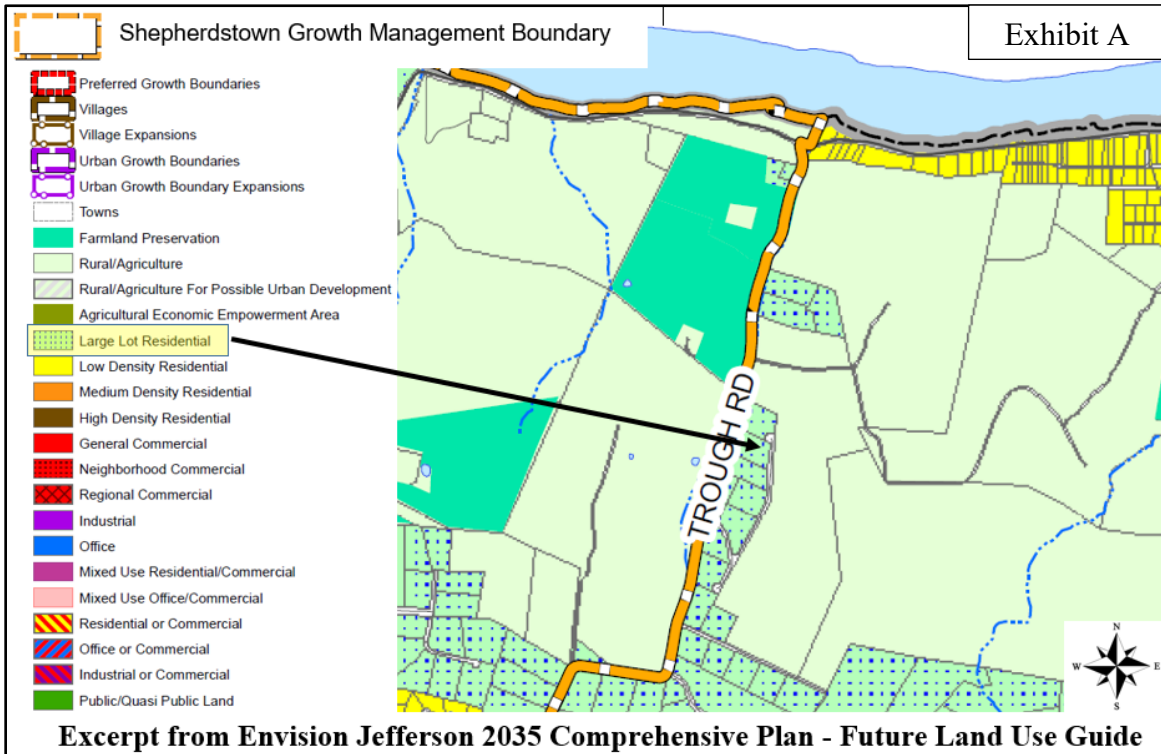 Shepherdstown Growth Management Boundary
Exhibit A
Preferred Growth Boundaries
Villages
Village Expansions
Urban Growth Boundaries
Urban Growth Boundary Expansions
Towns
Farmland Preservation
Rural/Agriculture
Rural/Agriculture For Possible Urban Development
Agricultural Economic Empowerment Area
Large Lot Residential
Low Density Residential
Medium Density Residential
High Density Residential
General Commercial
Neighborhood Commercial
Regional Commercial
Industrial
Office
Mixed Use Residential/Commercial
Mixed Use Office/Commercial
Residential or Commercial
Office or Commercial
Industrial or Commercial
Public/Quasi Public Land
TROUGH RD
N
W
E
S
Excerpt from Envision Jefferson 2035 Comprehensive Plan - Future Land Use Guide